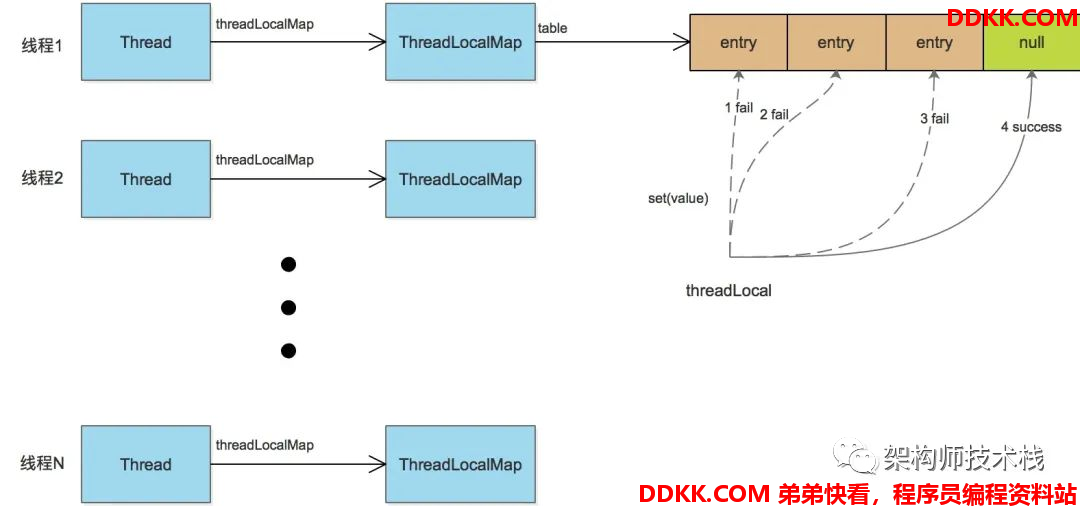 DDKK.COM
线程1
Thread
threadLocalMap
ThreadLocalMap
table
entry
entry
entry
null
1 fail
2 fail
3 fail
4 success
线程2
Thread
threadLocalMap
ThreadLocalMap
set(value)
threadLocal
线程N
Thread
threadLocalMap
ThreadLocalMap
架构师技术栈
DDKK.COM 弟弟快看，程序员编程资料站